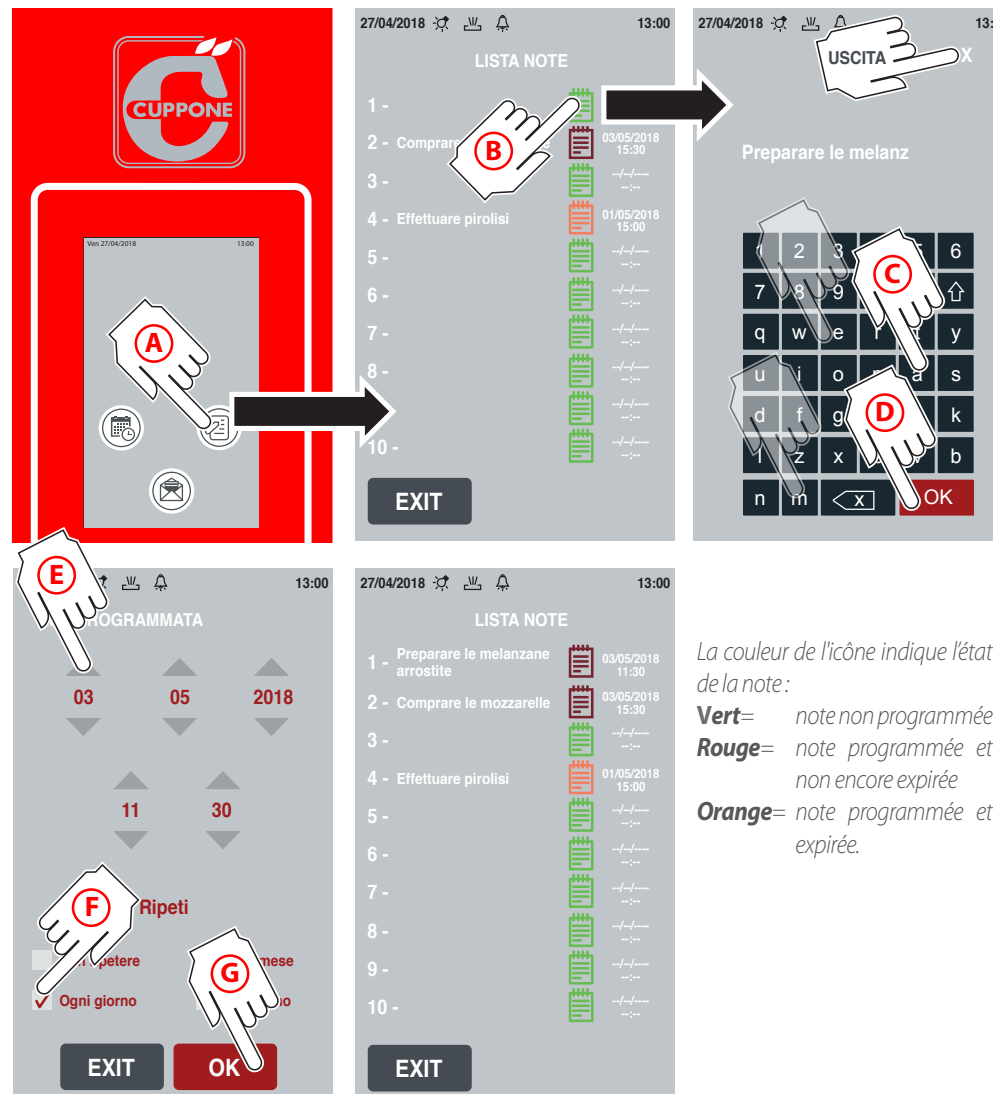 CUPPONE
Ven 27/04/2018 13:00
A
27/04/2018 13:00
LISTA NOTE
1 -
2 - Comprare
03/05/2018
15:30
B
3 - --/--/----
--:--
4 - Effettuare pirolisi
01/05/2018
15:00
5 - --/--/----
--:--
6 - --/--/----
--:--
7 - --/--/----
--:--
8 - --/--/----
--:--
--/--/----
--:--
10 - --/--/----
--:--
EXIT
27/04/2018 13:
USCITA X
Preparare le melanz
2 3 6
7 8 9
C
q w e y
u i o a s
d f g k
D
z x b
n m x OK
E
13:00
OGRAMMATA
03 05 2018
11 30
F
Ripeti
petere mese
G
Ogni giorno no
EXIT OK
27/04/2018 13:00
LISTA NOTE
1 - Preparare le melanzane
arrostite
03/05/2018
11:30
2 - Comprare le mozzarelle
03/05/2018
15:30
3 - --/--/----
--:--
4 - Effettuare pirolisi
01/05/2018
15:00
5 - --/--/----
--:--
6 - --/--/----
--:--
7 - --/--/----
--:--
8 - --/--/----
--:--
9 - --/--/----
--:--
10 - --/--/----
--:--
EXIT
La couleur de l'icône indique l'état
de la note :
Vert= note non programmée
Rouge= note programmée et
non encore expirée
Orange= note programmée et
expirée.